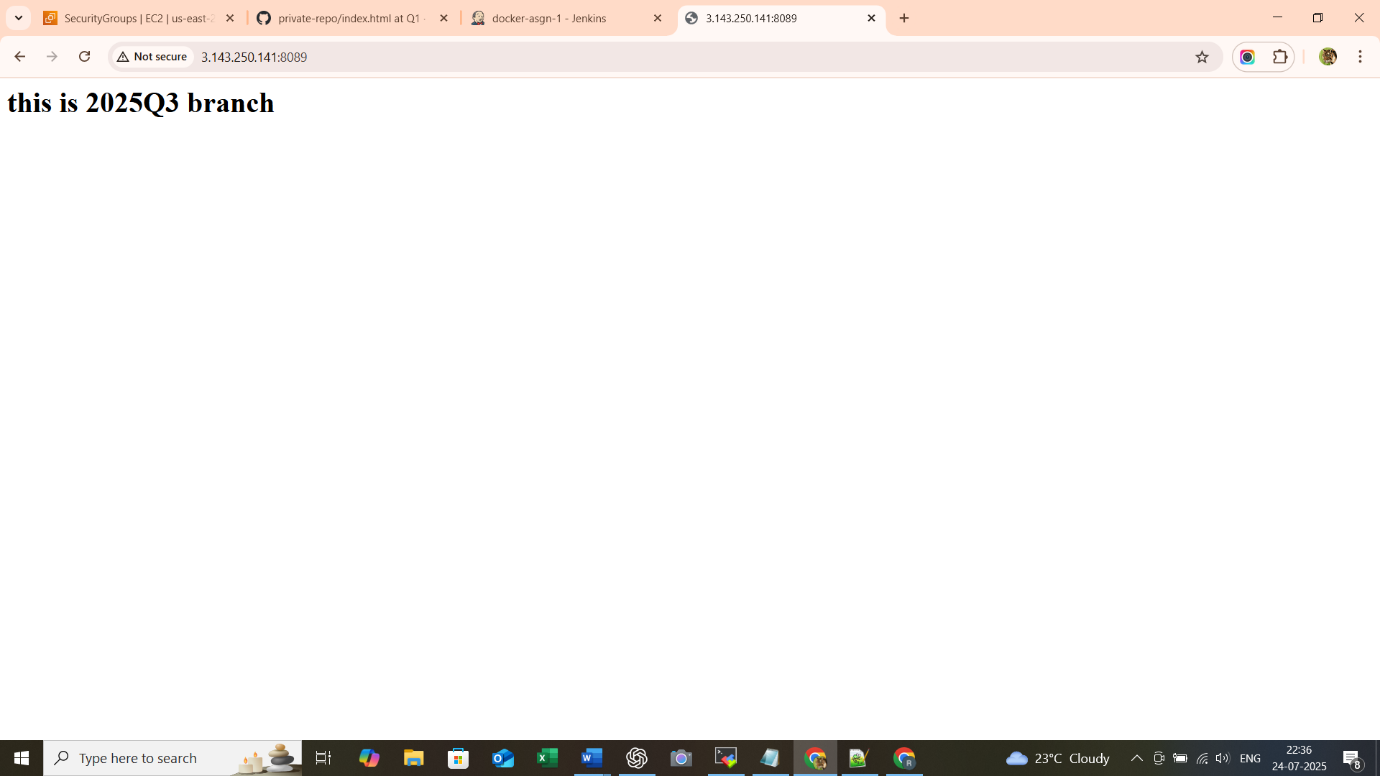 SecurityGroups | EC2 | us-east-2
private-repo/index.html at Q1 ·
docker-asgn-1 - Jenkins
3.143.250.141:8089
Not secure
3.143.250.141:8089
this is 2025Q3 branch
Type here to search
23°C Cloudy
ENG
22:36
24-07-2025
8